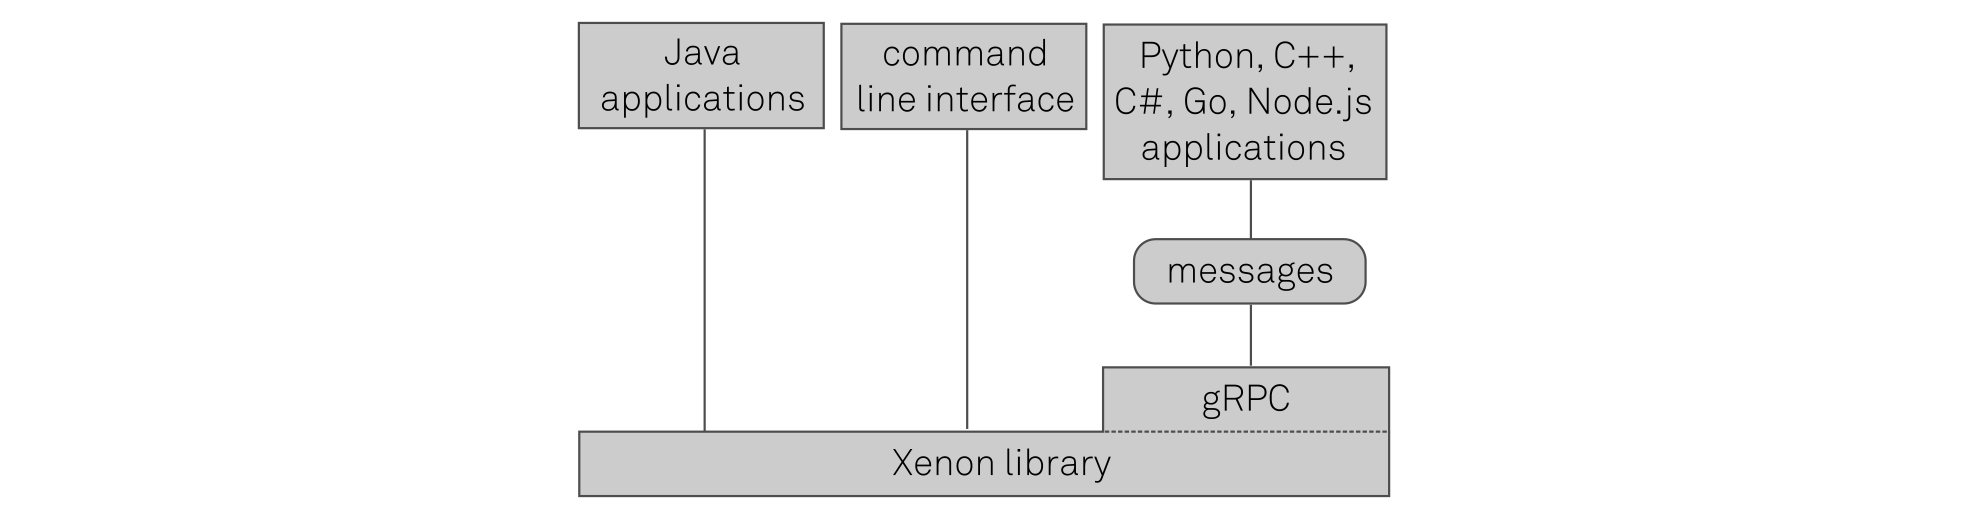 Java
applications
command
line interface
Python, C++,
C#, Go, Node.js
applications
messages
gRPC
Xenon library